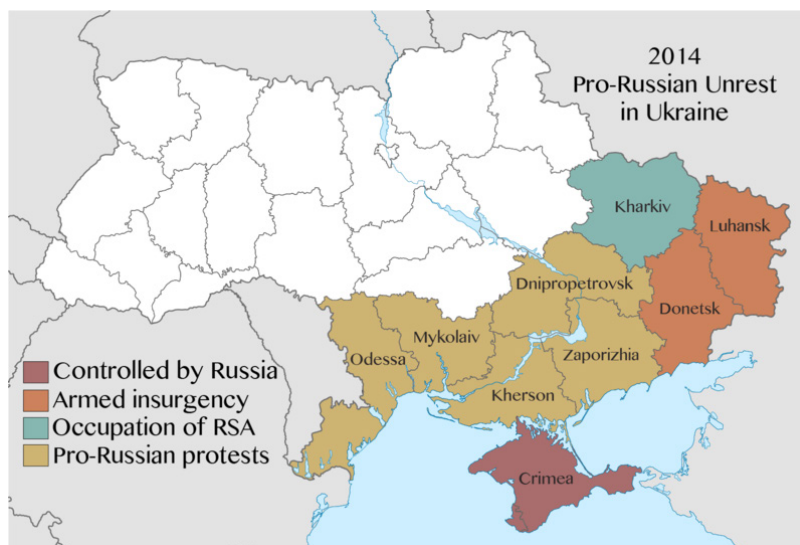 2014
Pro-Russian Unrest
in Ukraine
Kharkiv
Luhansk
Dnipropetrovsk
Donetsk
Mykolaiv
Odessa
Zaporizhia
Kherson
Crimea
Controlled by Russia
Armed insurgency
Occupation of RSA
Pro-Russian protests